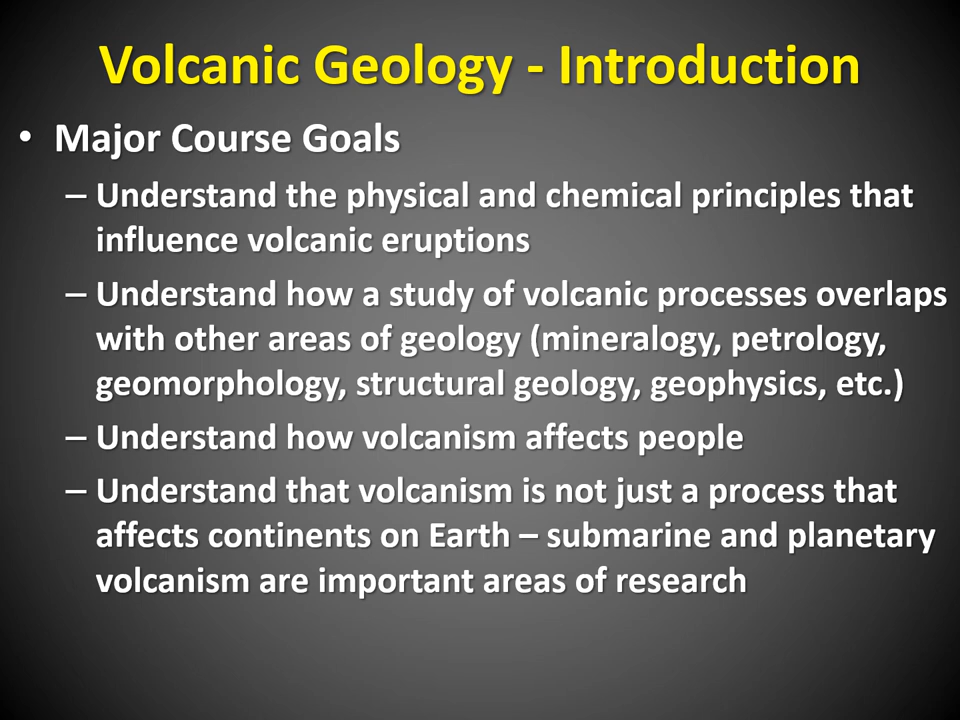 Volcanic Geology - Introduction
• Major Course Goals
– Understand the physical and chemical principles that
influence volcanic eruptions
– Understand how a study of volcanic processes overlaps
with other areas of geology (mineralogy, petrology,
geomorphology, structural geology, geophysics, etc.)
– Understand how volcanism affects people
– Understand that volcanism is not just a process that
affects continents on Earth – submarine and planetary
volcanism are important areas of research